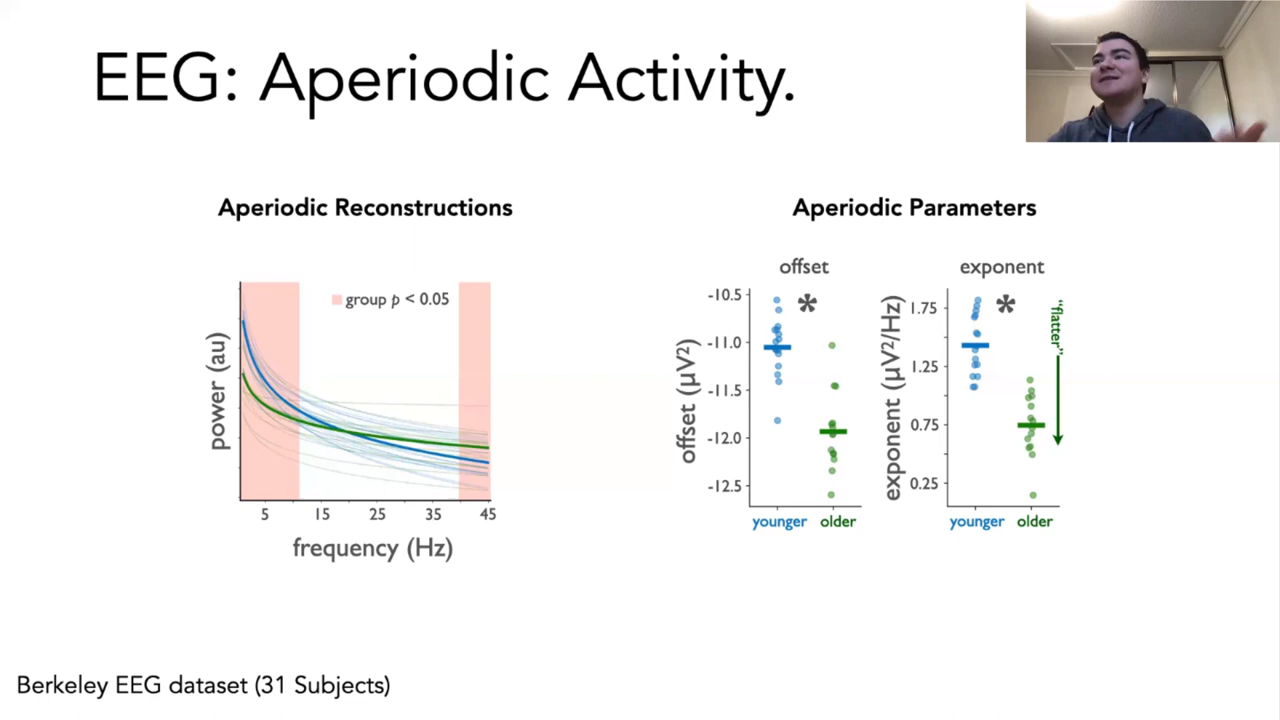 EEG: Aperiodic Activity.
Aperiodic Reconstructions
group p < 0.05
power (au)
5 15 25 35 45
frequency (Hz)
Aperiodic Parameters
offset
*
offset (μV²)
-10.5
-11.0
-11.5
-12.0
-12.5
younger older
exponent
*
exponent (μV²/Hz)
1.75
1.25
0.75
0.25
"flatter"
younger older
Berkeley EEG dataset (31 Subjects)